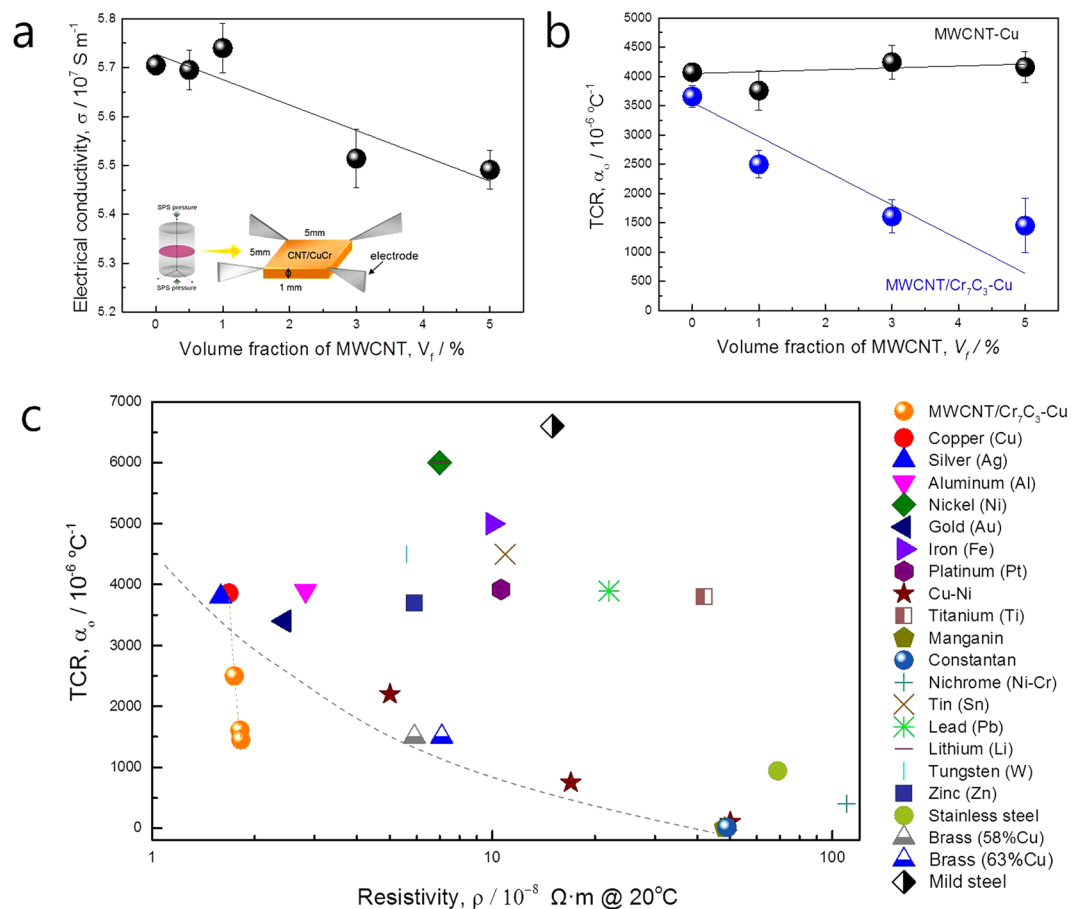 a
Electrical conductivity, σ / 10⁷ S m⁻¹
5.8
5.7
5.6
5.5
5.4
5.3
5.2
SPS pressure
SPS pressure
5mm
5mm
CNT/CuCr
1 mm
electrode
0 1 2 3 4 5
Volume fraction of MWCNT, V_f / %
b
TCR, α₀ / 10⁻⁶ ºC⁻¹
5000
4500
4000
3500
3000
2500
2000
1500
1000
500
0
MWCNT-Cu
MWCNT/Cr₇C₃-Cu
0 1 2 3 4 5
Volume fraction of MWCNT, V_f / %
c
TCR, α₀ / 10⁻⁶ ºC⁻¹
7000
6000
5000
4000
3000
2000
1000
0
1 10 100
Resistivity, ρ / 10⁻⁸ Ω·m @ 20°C
MWCNT/Cr₇C₃-Cu
Copper (Cu)
Silver (Ag)
Aluminum (Al)
Nickel (Ni)
Gold (Au)
Iron (Fe)
Platinum (Pt)
Cu-Ni
Titanium (Ti)
Manganin
Constantan
Nichrome (Ni-Cr)
Tin (Sn)
Lead (Pb)
Lithium (Li)
Tungsten (W)
Zinc (Zn)
Stainless steel
Brass (58%Cu)
Brass (63%Cu)
Mild steel